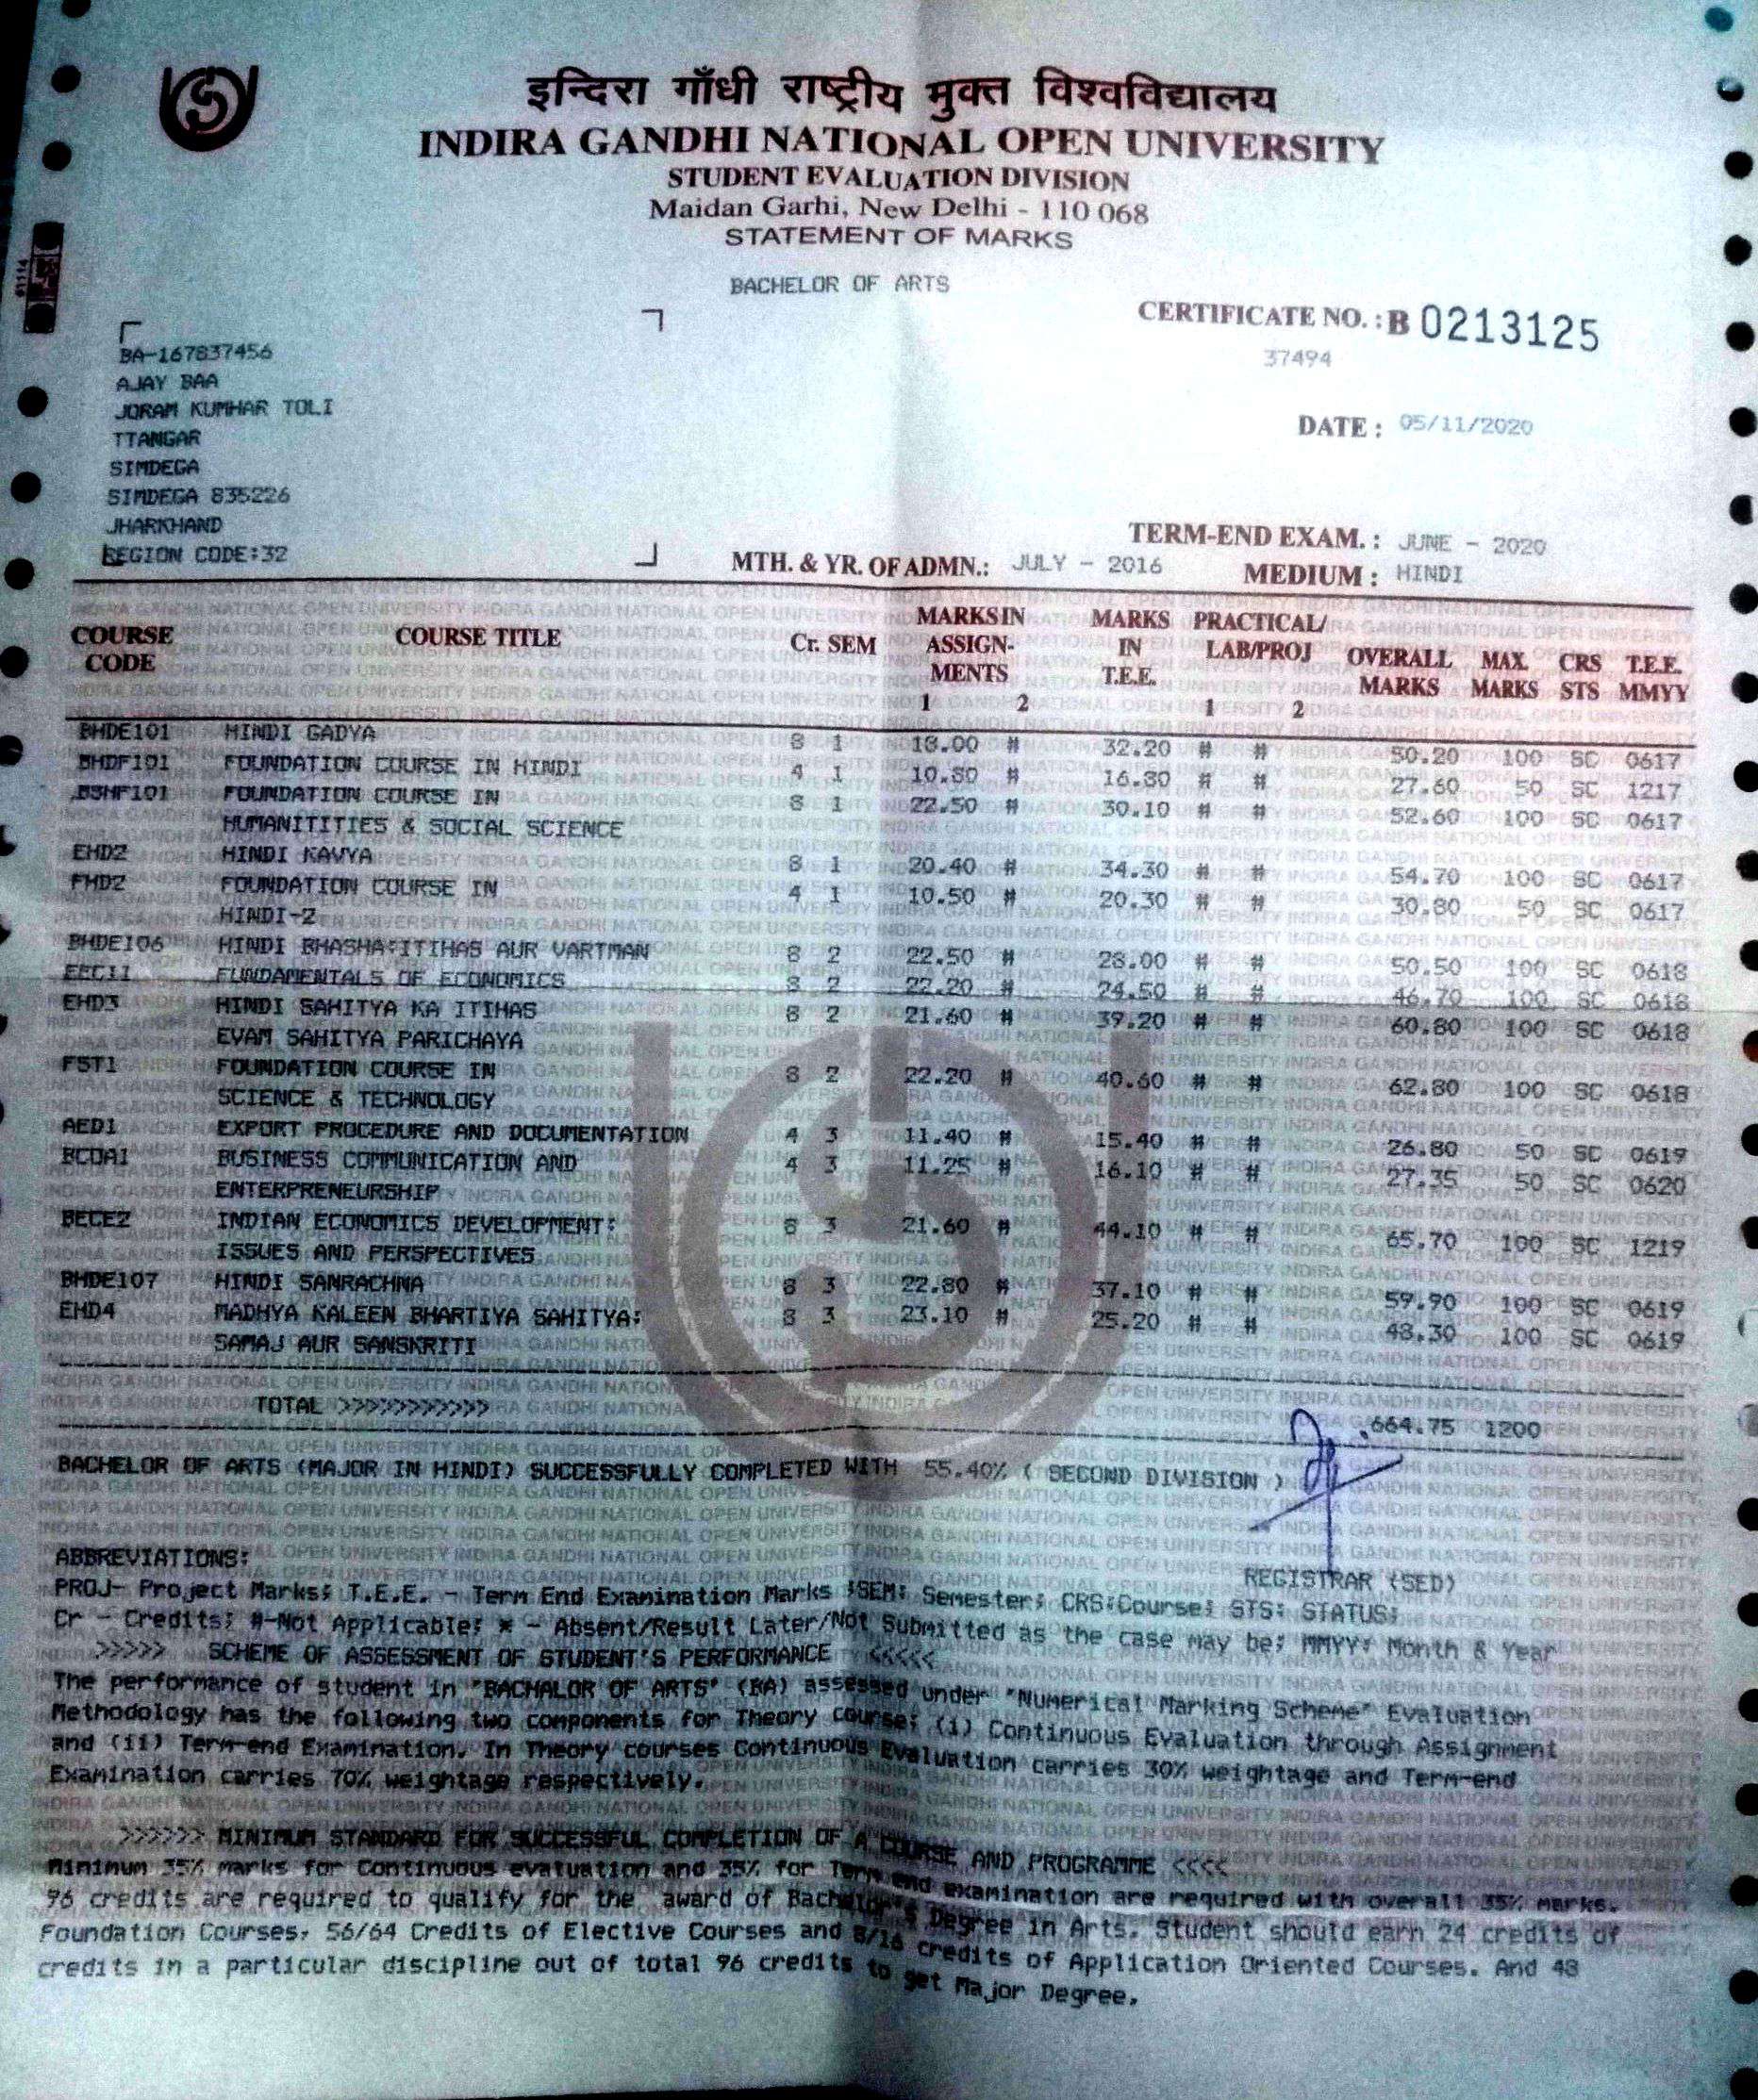 इन्दिरा गाँधी राष्ट्रीय मुक्त विश्वविद्यालय
INDIRA GANDHI NATIONAL OPEN UNIVERSITY
STUDENT EVALUATION DIVISION
Maidan Garhi, New Delhi - 110 068
STATEMENT OF MARKS
BACHELOR OF ARTS
CERTIFICATE NO. : B 0213125
37494
BA-167837456
AJAY BAA
JORAM KUMHAR TOLI
TTANGAR
SIMDEGA
SIMDEGA 835226
JHARKHAND
REGION CODE:32
DATE : 05/11/2020
TERM-END EXAM. : JUNE - 2020
MTH. & YR. OF ADMN.: JULY - 2016 MEDIUM : HINDI
COURSE CODE COURSE TITLE Cr. SEM MARKS IN ASSIGN-MENTS 1 2 MARKS IN T.E.E. PRACTICAL/ LAB/PROJ 1 2 OVERALL MARKS MAX. MARKS CRS STS T.E.E. MMYY
BHDE101 HINDI GADYA 8 1 18.00 # 32.20 # # 50.20 100 SC 0617
BHDF101 FOUNDATION COURSE IN HINDI 4 1 10.80 # 16.80 # # 27.60 50 SC 1217
BSHF101 FOUNDATION COURSE IN 8 1 22.50 # 30.10 # # 52.60 100 SC 0617
HUMANITITIES & SOCIAL SCIENCE
EHD2 HINDI KAVYA 8 1 20.40 # 34.30 # # 54.70 100 SC 0617
FHD2 FOUNDATION COURSE IN 4 1 10.50 # 20.30 # # 30.80 50 SC 0617
HINDI-2
BHDE106 HINDI BHASHA:ITIHAS AUR VARTMAN 8 2 22.50 # 28.00 # # 50.50 100 SC 0618
EEC11 FUNDAMENTALS OF ECONOMICS 8 2 22.20 # 24.50 # # 46.70 100 SC 0618
EHD3 HINDI SAHITYA KA ITIHAS 8 2 21.60 # 39.20 # # 60.80 100 SC 0618
EVAM SAHITYA PARICHAYA
FST1 FOUNDATION COURSE IN 8 2 22.20 # 40.60 # # 62.80 100 SC 0618
SCIENCE & TECHNOLOGY
AED1 EXPORT PROCEDURE AND DOCUMENTATION 4 3 11.40 # 15.40 # # 26.80 50 SC 0619
BCOA1 BUSINESS COMMUNICATION AND 4 3 11.25 # 16.10 # # 27.35 50 SC 0620
ENTERPRENEURSHIP
BECE2 INDIAN ECONOMICS DEVELOPMENT: 8 3 21.60 # 44.10 # # 65.70 100 SC 1219
ISSUES AND PERSPECTIVES
BHDE107 HINDI SANRACHNA 8 3 22.80 # 37.10 # # 59.90 100 SC 0619
EHD4 MADHYA KALEEN BHARTIYA SAHITYA: 8 3 23.10 # 25.20 # # 48.30 100 SC 0619
SAMAJ AUR SANSKRITI
TOTAL >>>>>>>>>>>> 664.75 1200
BACHELOR OF ARTS (MAJOR IN HINDI) SUCCESSFULLY COMPLETED WITH 55.40% ( SECOND DIVISION )
REGISTRAR (SED)
ABBREVIATIONS:
PROJ- Project Marks; T.E.E. - Term End Examination Marks ;SEM: Semester; CRS:Course; STS: STATUS;
Cr - Credits; #-Not Applicable; * - Absent/Result Later/Not Submitted as the case may be; MMYY: Month & Year
>>>>> SCHEME OF ASSESSMENT OF STUDENT'S PERFORMANCE <<<<<
The performance of student in "BACHALOR OF ARTS" (BA) assessed under "Numerical Marking Scheme" Evaluation
Methodology has the following two components for Theory course: (i) Continuous Evaluation through Assignment
and (ii) Term-end Examination. In Theory courses Continuous Evaluation carries 30% weightage and Term-end
Examination carries 70% weightage respectively.
>>>>>> MINIMUM STANDARD FOR SUCCESSFUL COMPLETION OF A COURSE AND PROGRAMME <<<<
Minimum 35% marks for Continuous evatuation and 35% for Term end examination are required with overall 35% marks.
96 credits are required to qualify for the award of Bachelor's Degree in Arts. Student should earn 24 credits of
Foundation Courses, 56/64 Credits of Elective Courses and 8/16 credits of Application Oriented Courses. And 48
credits in a particular discipline out of total 96 credits to get Major Degree.